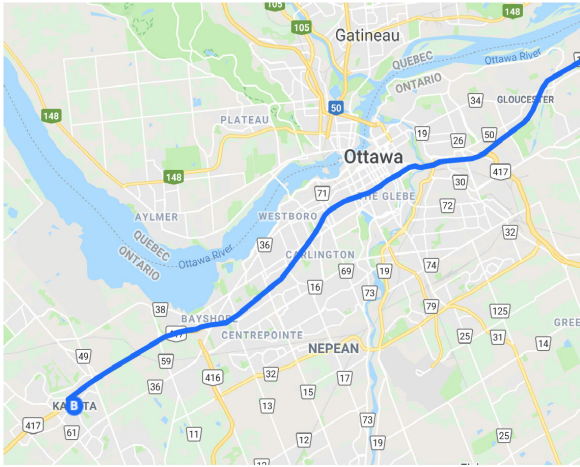 105
105
Gatineau
148
QUEBEC
ONTARIO
Ottawa River
50
34
GLOUCESTER
PLATEAU
19
26
50
148
Ottawa
417
30
71
THE GLEBE
72
AYLMER
WESTBORO
32
QUEBEC
ONTARIO
Ottawa River
36
CARLINGTON
69
19
74
16
73
38
79
125
BAYSHORE
CENTREPOINTE
25
31
GREE
14
NEPEAN
49
59
36
416
32
17
15
13
B
417
61
11
12
73
19
25